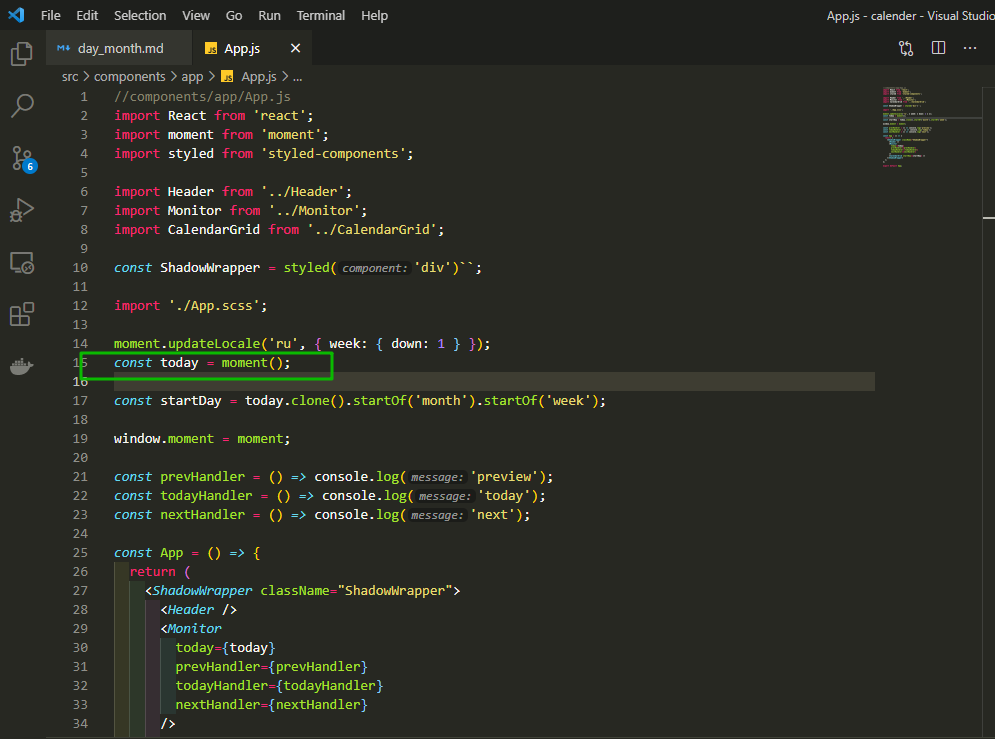 File Edit Selection View Go Run Terminal Help App.js - calender - Visual Studio
M↓ day_month.md JS App.js ×
src > components > app > JS App.js > ...
1 //components/app/App.js
2 import React from 'react';
3 import moment from 'moment';
4 import styled from 'styled-components';
5
6 import Header from '../Header';
7 import Monitor from '../Monitor';
8 import CalendarGrid from '../CalendarGrid';
9
10 const ShadowWrapper = styled(component: 'div')``;
11
12 import './App.scss';
13
14 moment.updateLocale('ru', { week: { down: 1 } });
15 const today = moment();
16
17 const startDay = today.clone().startOf('month').startOf('week');
18
19 window.moment = moment;
20
21 const prevHandler = () => console.log(message: 'preview');
22 const todayHandler = () => console.log(message: 'today');
23 const nextHandler = () => console.log(message: 'next');
24
25 const App = () => {
26 return (
27 <ShadowWrapper className="ShadowWrapper">
28 <Header />
29 <Monitor
30 today={today}
31 prevHandler={prevHandler}
32 todayHandler={todayHandler}
33 nextHandler={nextHandler}
34 />
6